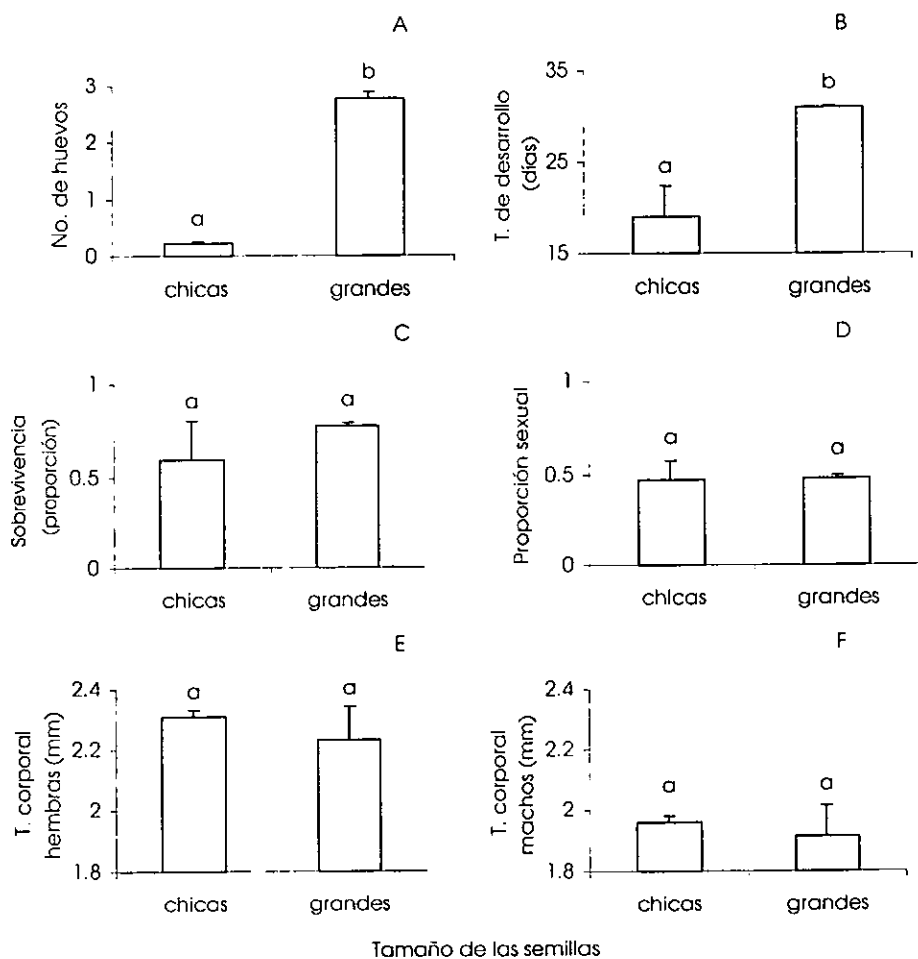 A
No. de huevos
3
2
1
0
a
b
chicas
grandes
B
T. de desarrollo
(días)
35
25
15
a
b
chicas
grandes
C
Sobrevivencia
(proporción)
1
0.5
0
a
a
chicas
grandes
D
Proporción sexual
1
0.5
0
a
a
chicas
grandes
E
T. corporal
hembras (mm)
2.4
2.2
2
1.8
a
a
chicas
grandes
F
T. corporal
machos (mm)
2.4
2.2
2
1.8
a
a
chicas
grandes
Tamaño de las semillas